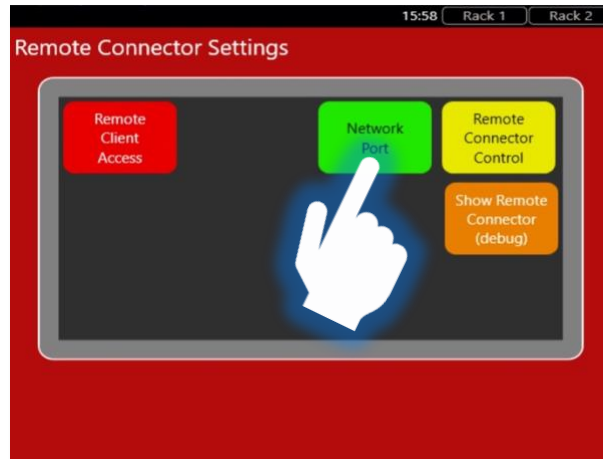 15:58 Rack 1 Rack 2
Remote Connector Settings
Remote
Client
Access
Network
Port
Remote
Connector
Control
Show Remote
Connector
(debug)